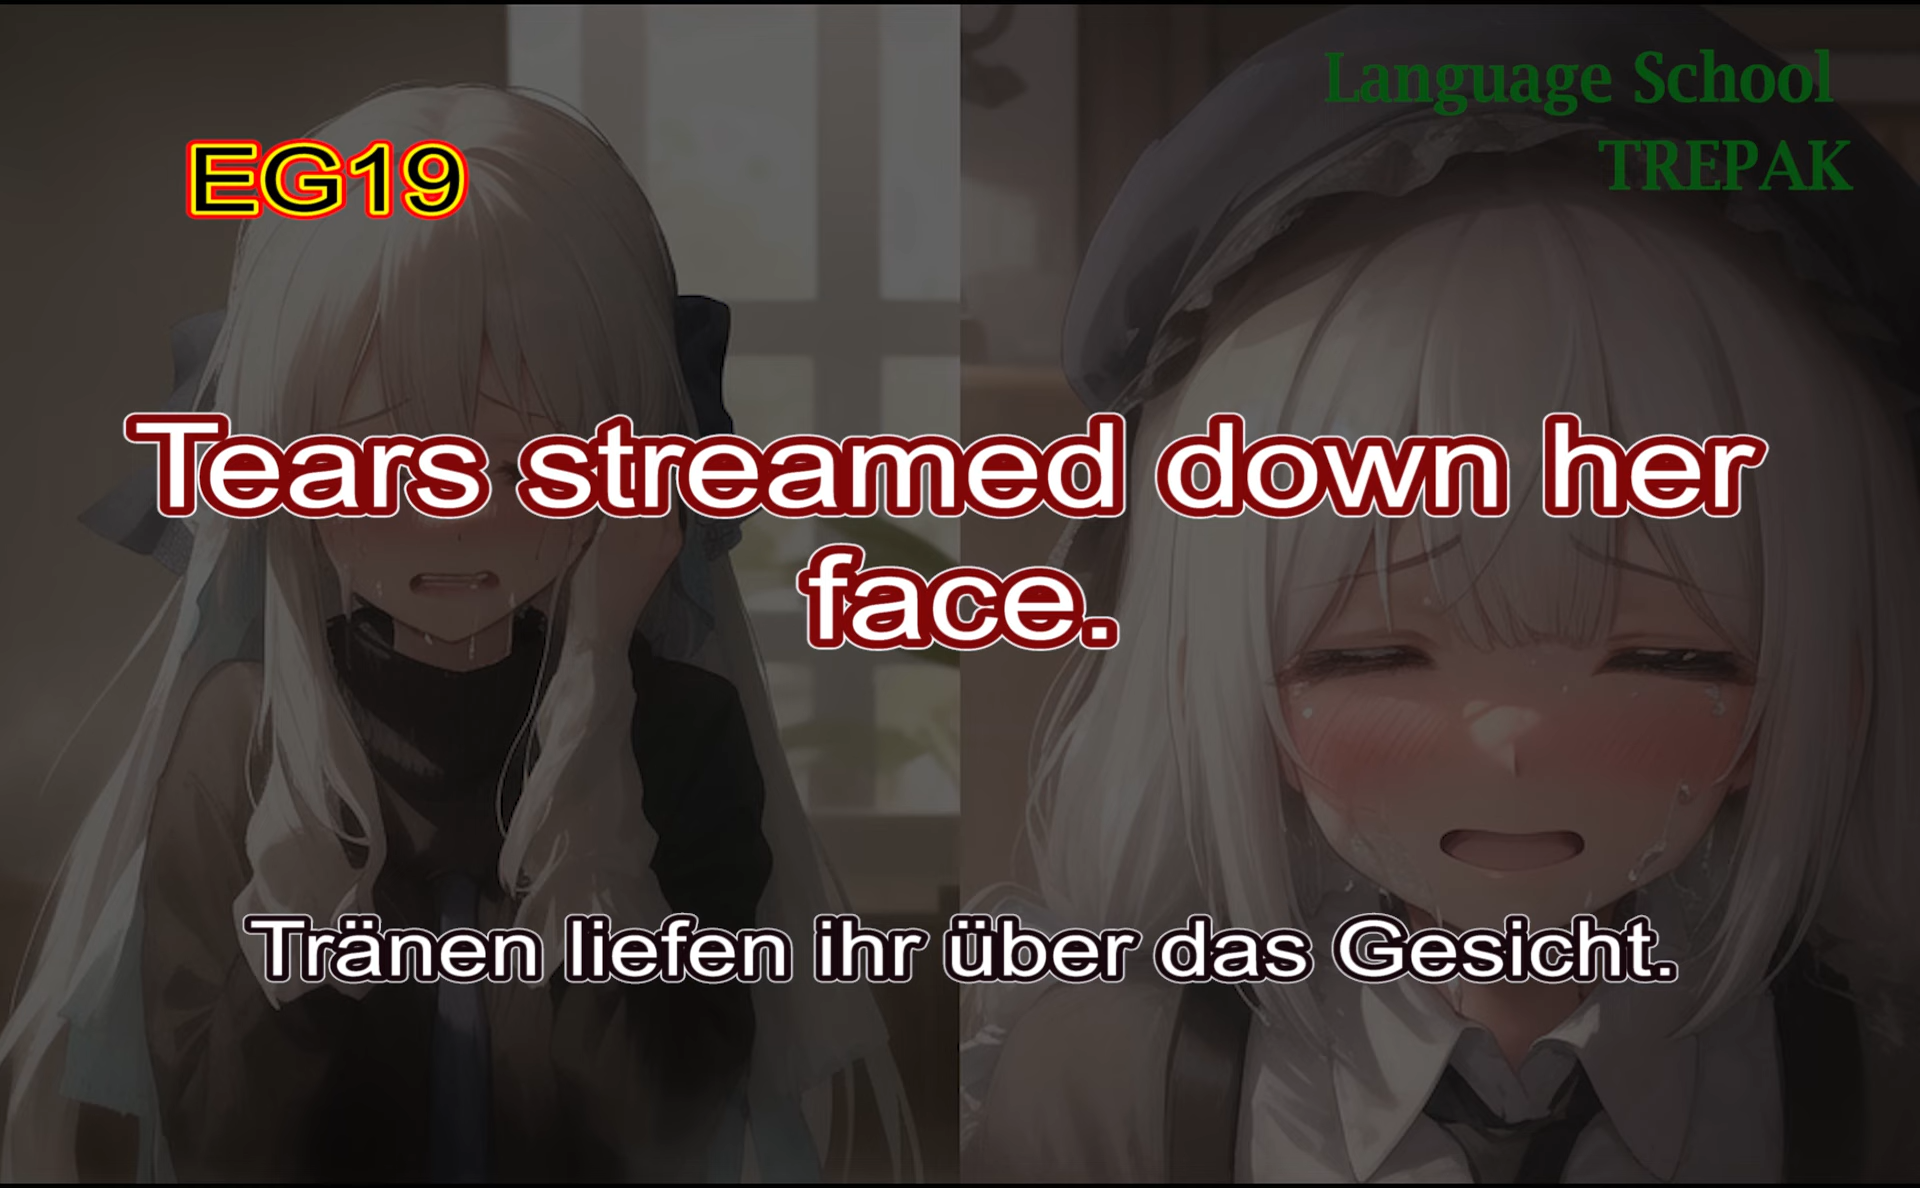 Language School
TREPAK
EG19
Tears streamed down her
face.
Tränen liefen ihr über das Gesicht.